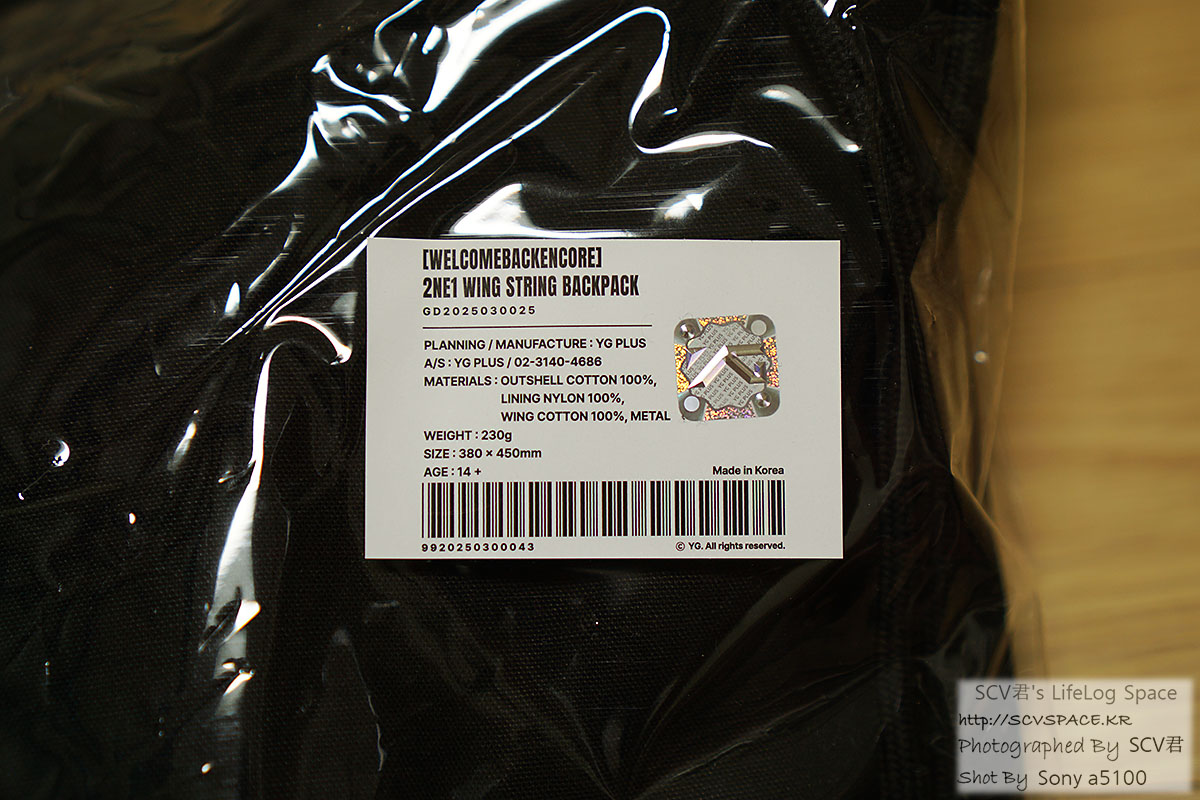 [WELCOMEBACKENCORE]
2NE1 WING STRING BACKPACK
GD2025030025
PLANNING / MANUFACTURE : YG PLUS
A/S : YG PLUS / 02-3140-4686
MATERIALS : OUTSHELL COTTON 100%,
LINING NYLON 100%,
WING COTTON 100%, METAL
WEIGHT : 230g
SIZE : 380 × 450mm
AGE : 14 +
Made in Korea
9920250300043
© YG. All rights reserved.
YG PLUS
SCV君's LifeLog Space
http://SCVSPACE.KR
Photographed By SCV君
Shot By Sony a5100